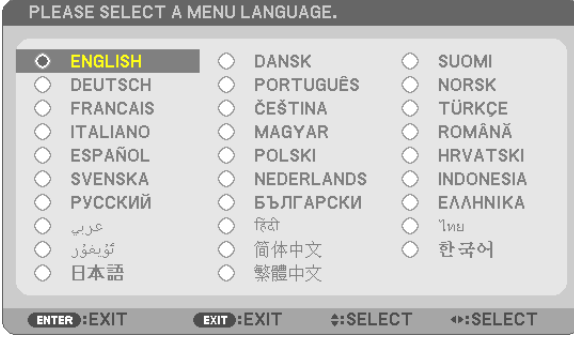 PLEASE SELECT A MENU LANGUAGE.
ENGLISH DANSK SUOMI
DEUTSCH PORTUGUÊS NORSK
FRANCAIS ČEŠTINA TÜRKÇE
ITALIANO MAGYAR ROMÂNĂ
ESPAÑOL POLSKI HRVATSKI
SVENSKA NEDERLANDS INDONESIA
РУССКИЙ БЪЛГАРСКИ ΕΛΛΗΝΙΚΑ
عربي हिंदी ไทย
ئۇيغۇر 简体中文 한국어
日本語 繁體中文
ENTER :EXIT EXIT :EXIT :SELECT :SELECT